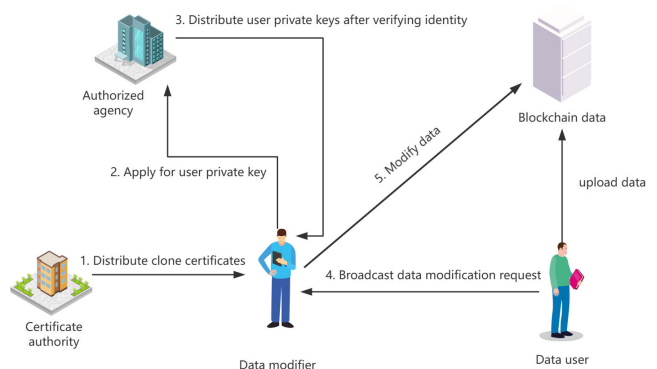 3. Distribute user private keys after verifying identity
Authorized
agency
Blockchain data
2. Apply for user private key
5. Modify data
upload data
1. Distribute clone certificates
4. Broadcast data modification request
Certificate
authority
Data modifier
Data user